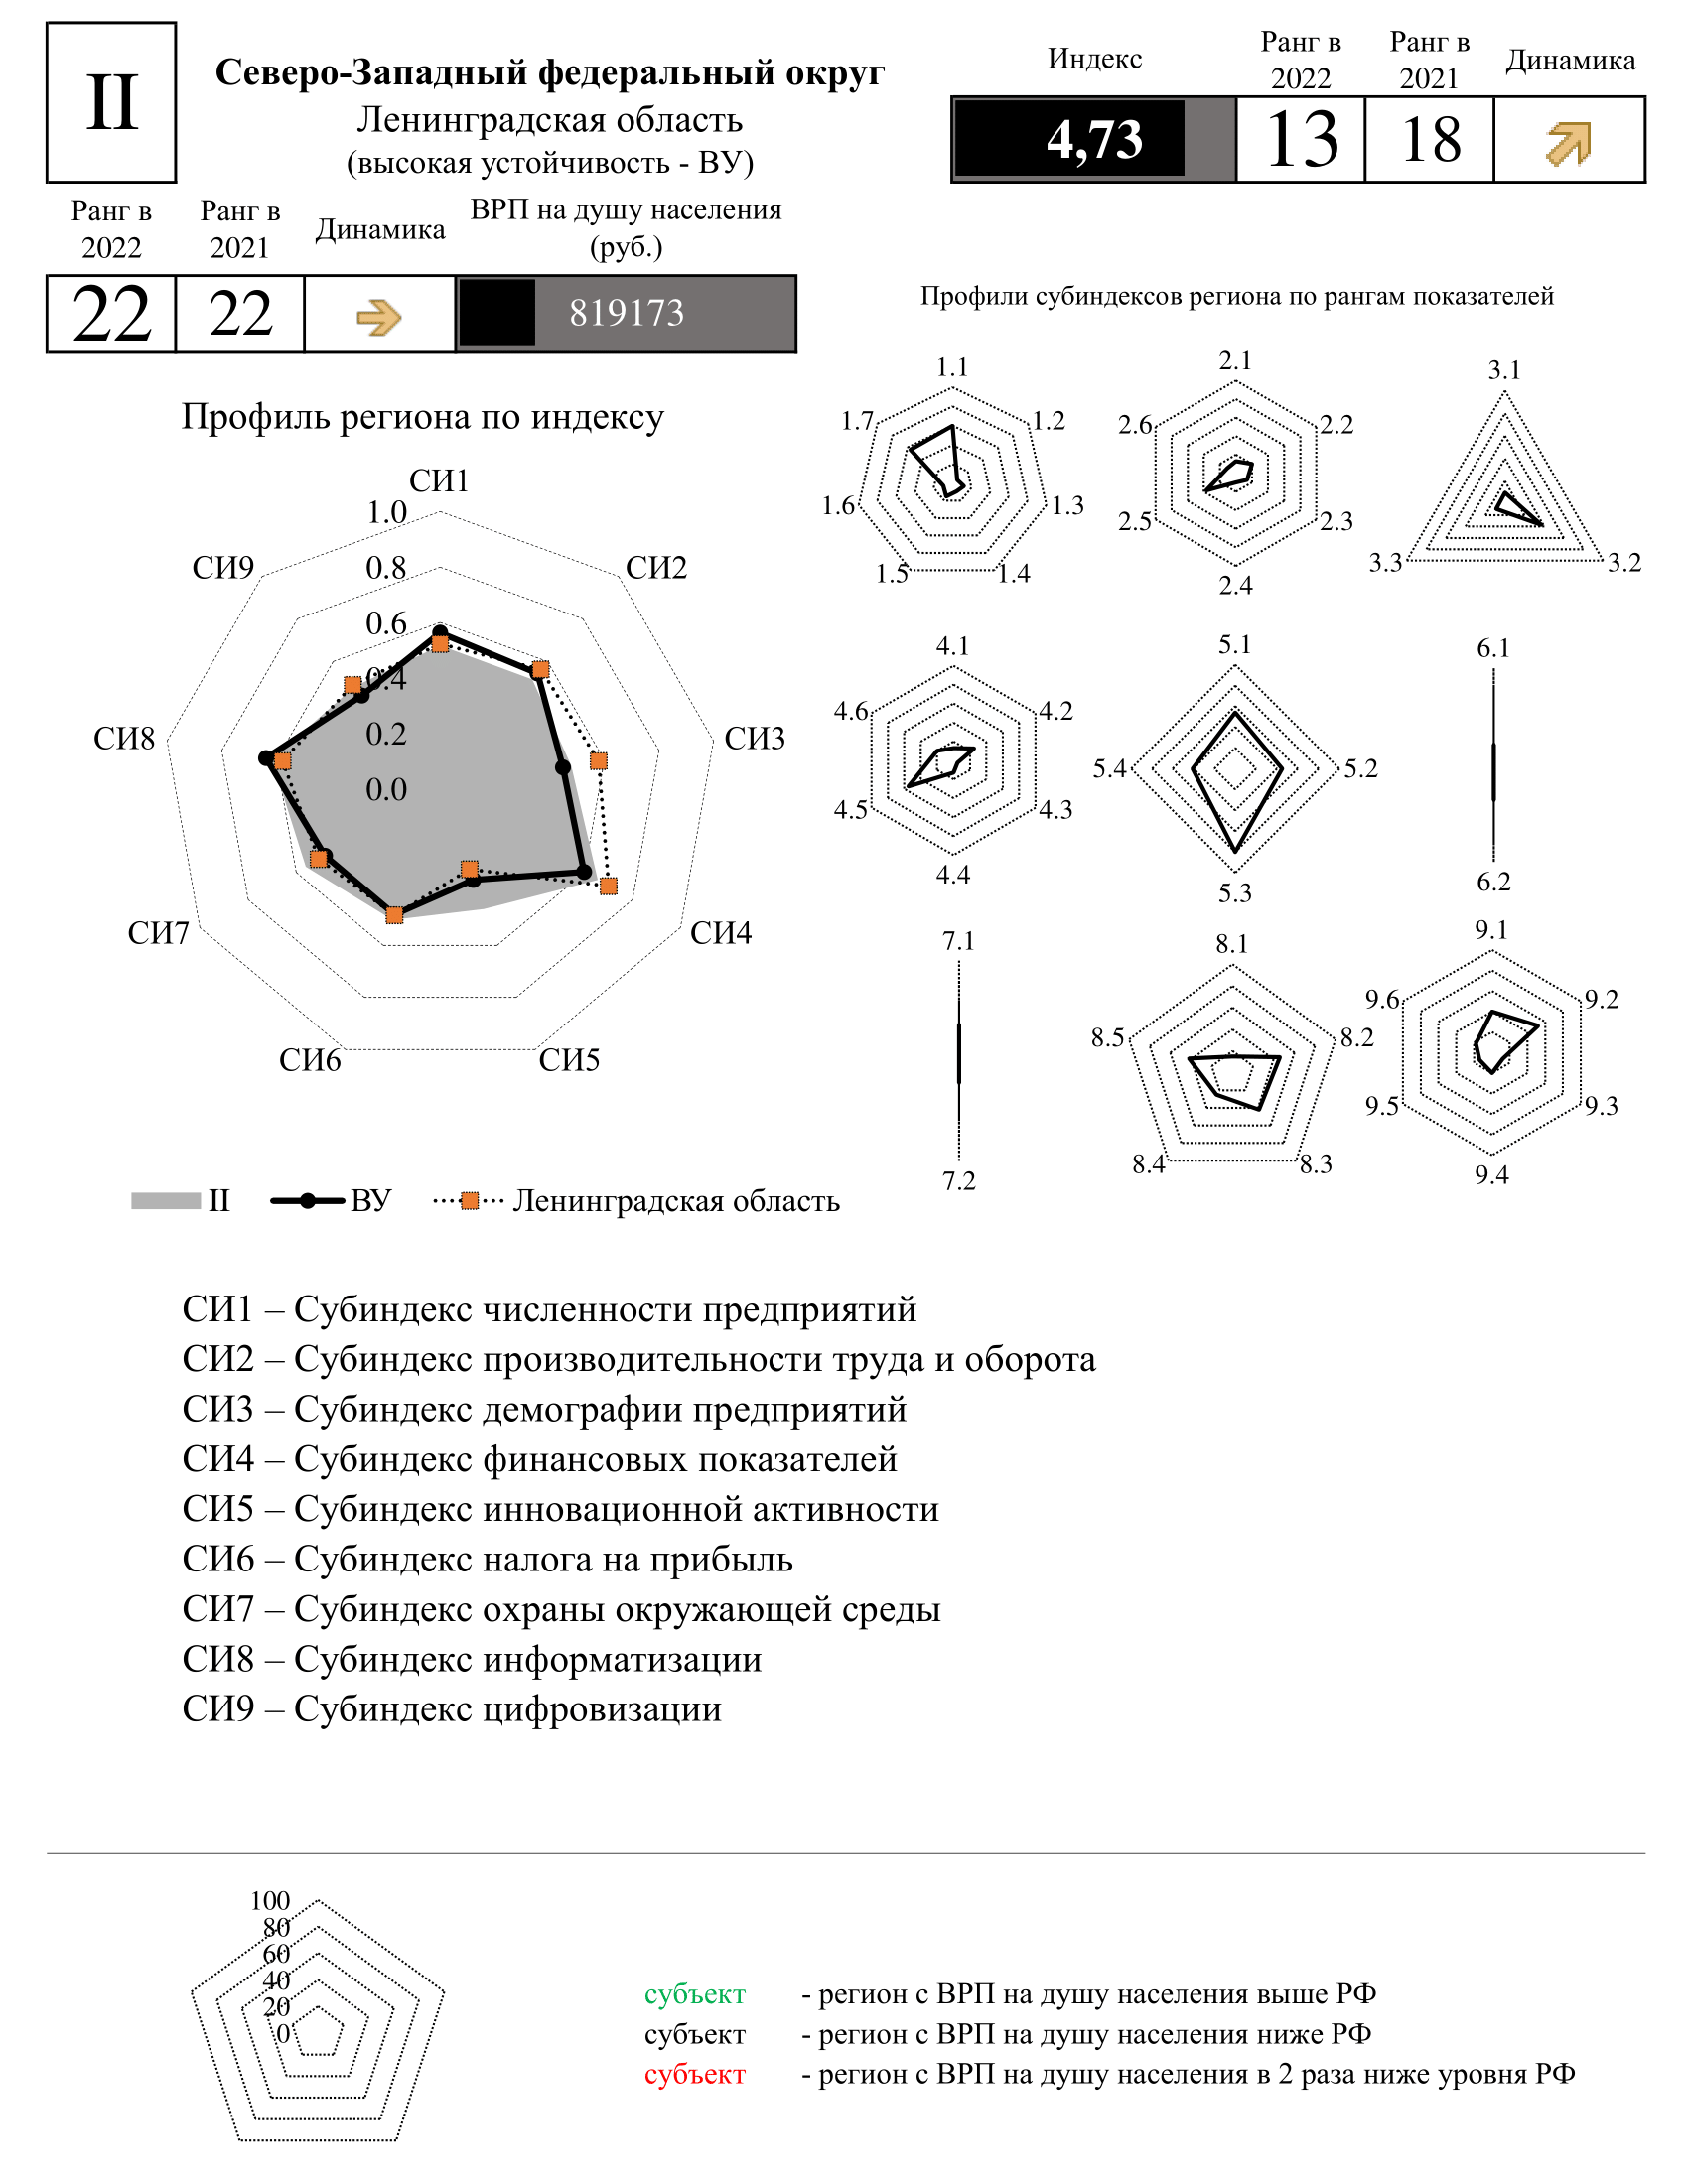 II
Северо-Западный федеральный округ
Ленинградская область
(высокая устойчивость - ВУ)
Индекс
Ранг в
2022
Ранг в
2021
Динамика
4,73
13
18
Ранг в
2022
Ранг в
2021
Динамика
ВРП на душу населения
(руб.)
22
22
819173
Профиль региона по индексу
СИ1
СИ2
СИ3
СИ4
СИ5
СИ6
СИ7
СИ8
СИ9
1.0
0.8
0.6
0.4
0.2
0.0
II
ВУ
Ленинградская область
Профили субиндексов региона по рангам показателей
1.1
1.2
1.3
1.4
1.5
1.6
1.7
2.1
2.2
2.3
2.4
2.5
2.6
3.1
3.2
3.3
4.1
4.2
4.3
4.4
4.5
4.6
5.1
5.2
5.3
5.4
6.1
6.2
7.1
7.2
8.1
8.2
8.3
8.4
8.5
9.1
9.2
9.3
9.4
9.5
9.6
СИ1 – Субиндекс численности предприятий
СИ2 – Субиндекс производительности труда и оборота
СИ3 – Субиндекс демографии предприятий
СИ4 – Субиндекс финансовых показателей
СИ5 – Субиндекс инновационной активности
СИ6 – Субиндекс налога на прибыль
СИ7 – Субиндекс охраны окружающей среды
СИ8 – Субиндекс информатизации
СИ9 – Субиндекс цифровизации
100
80
60
40
20
0
субъект - регион с ВРП на душу населения выше РФ
субъект - регион с ВРП на душу населения ниже РФ
субъект - регион с ВРП на душу населения в 2 раза ниже уровня РФ